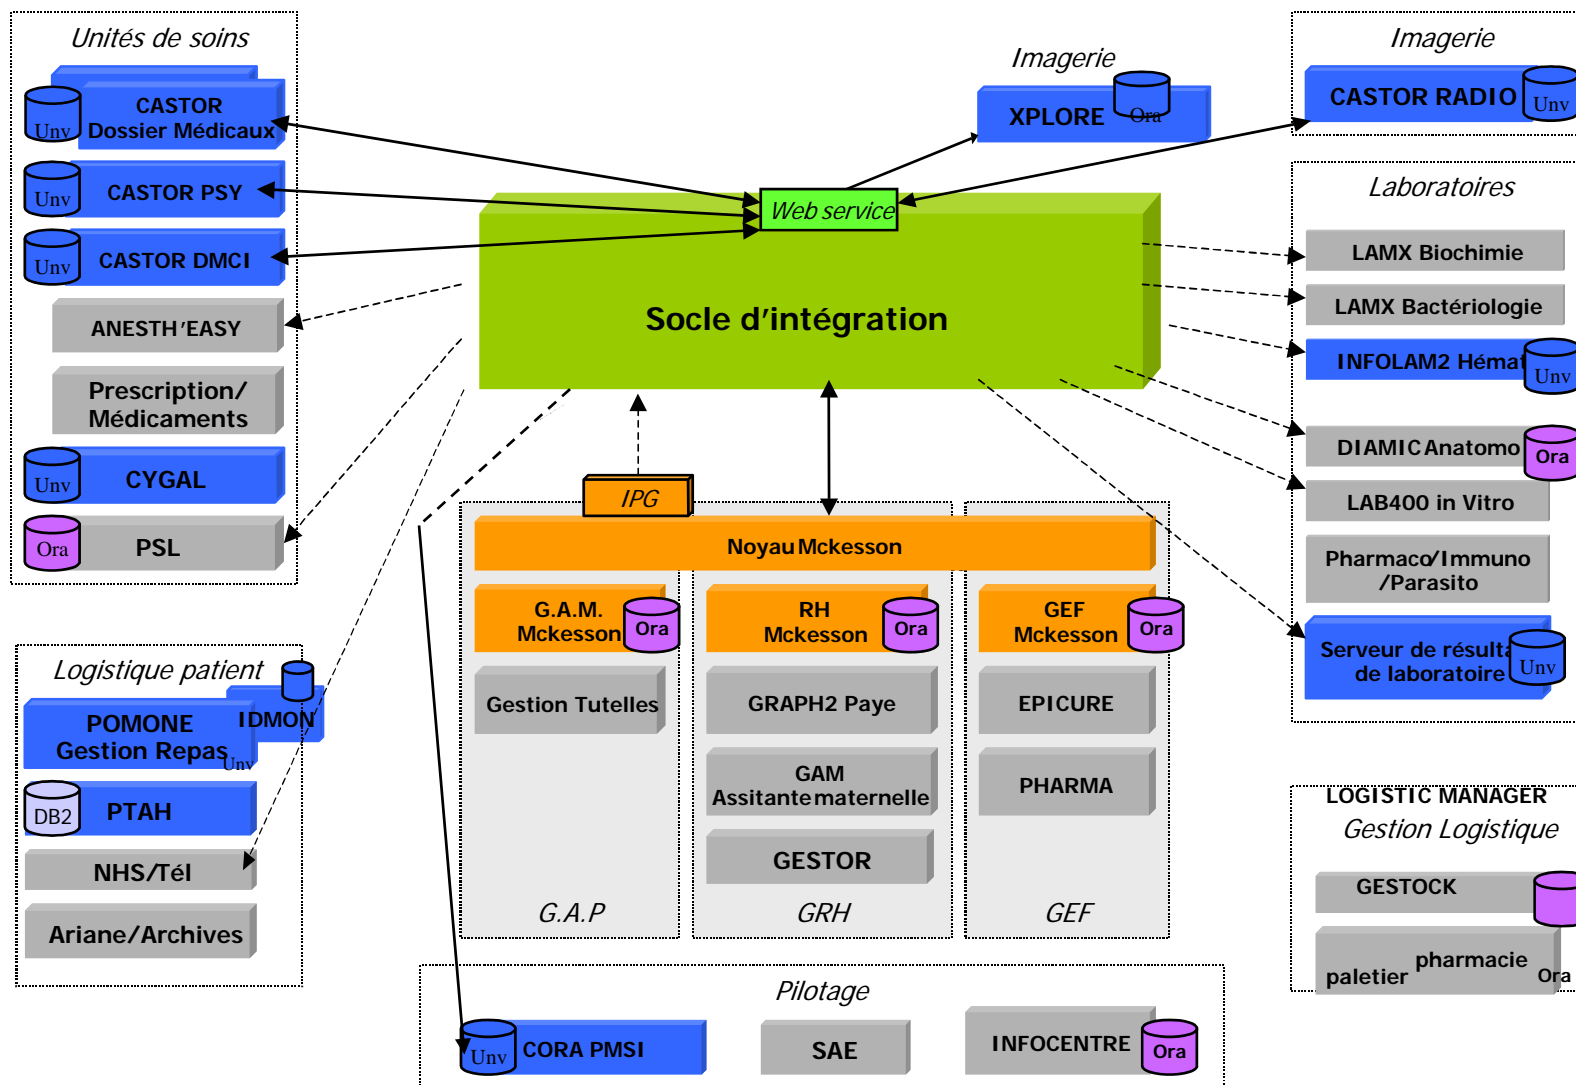 Unités de soins
Unv
CASTOR
Dossier Médicaux
Unv
CASTOR PSY
Unv
CASTOR DMCI
ANESTH'EASY
Prescription/
Médicaments
Unv
CYGAL
Ora
PSL
Logistique patient
IDMON
POMONE
Gestion Repas
Unv
DB2
PTAH
NHS/Tél
Ariane/Archives
Imagerie
XPLORE
Ora
Web service
Socle d'intégration
IPG
Noyau Mckesson
G.A.M.
Mckesson
Ora
Gestion Tutelles
G.A.P
RH
Mckesson
Ora
GRAPH2 Paye
GAM
Assitante maternelle
GESTOR
GRH
GEF
Mckesson
Ora
EPICURE
PHARMA
GEF
Pilotage
Unv
CORA PMSI
SAE
INFOCENTRE
Ora
Imagerie
CASTOR RADIO
Unv
Laboratoires
LAMX Biochimie
LAMX Bactériologie
INFOLAM2 Hémat
Unv
DIAMIC Anatomo
Ora
LAB400 in Vitro
Pharmaco/Immuno
/Parasito
Serveur de résulta
de laboratoire
Unv
LOGISTIC MANAGER
Gestion Logistique
GESTOCK
paletier
pharmacie
Ora